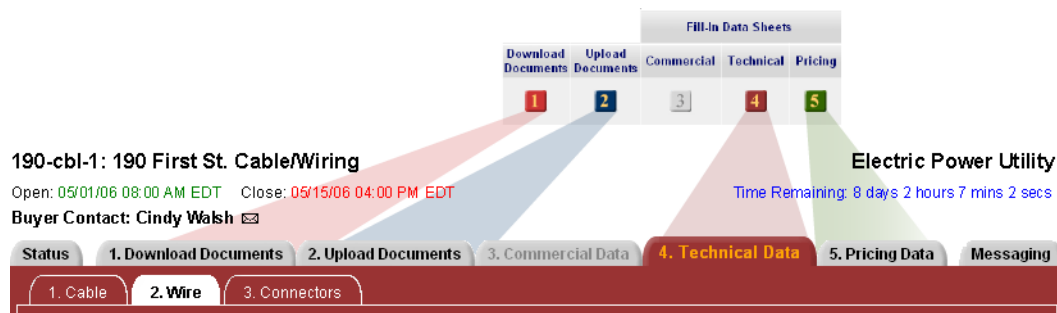 Fill-In Data Sheets
Download Documents Upload Documents Commercial Technical Pricing
1 2 3 4 5
190-cbl-1: 190 First St. Cable/Wiring Electric Power Utility
Open: 05/01/06 08:00 AM EDT Close: 05/15/06 04:00 PM EDT Time Remaining: 8 days 2 hours 7 mins 2 secs
Buyer Contact: Cindy Walsh
Status 1. Download Documents 2. Upload Documents 3. Commercial Data 4. Technical Data 5. Pricing Data Messaging
1. Cable 2. Wire 3. Connectors